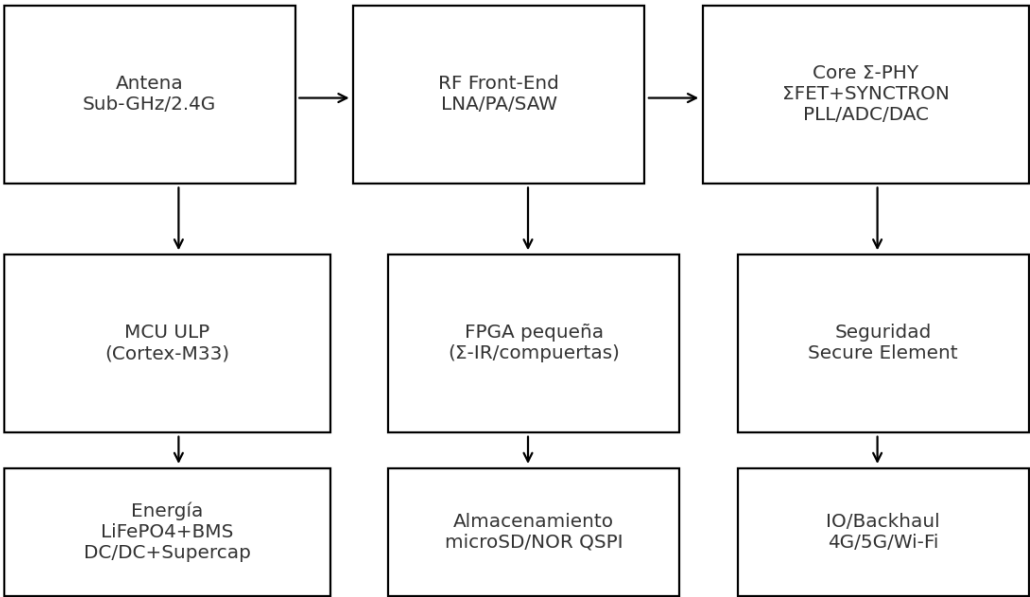 Antena
Sub-GHz/2.4G
RF Front-End
LNA/PA/SAW
Core Σ-PHY
ΣFET+SYNCTRON
PLL/ADC/DAC
MCU ULP
(Cortex-M33)
FPGA pequeña
(Σ-IR/compuertas)
Seguridad
Secure Element
Energía
LiFePO4+BMS
DC/DC+Supercap
Almacenamiento
microSD/NOR QSPI
IO/Backhaul
4G/5G/Wi-Fi